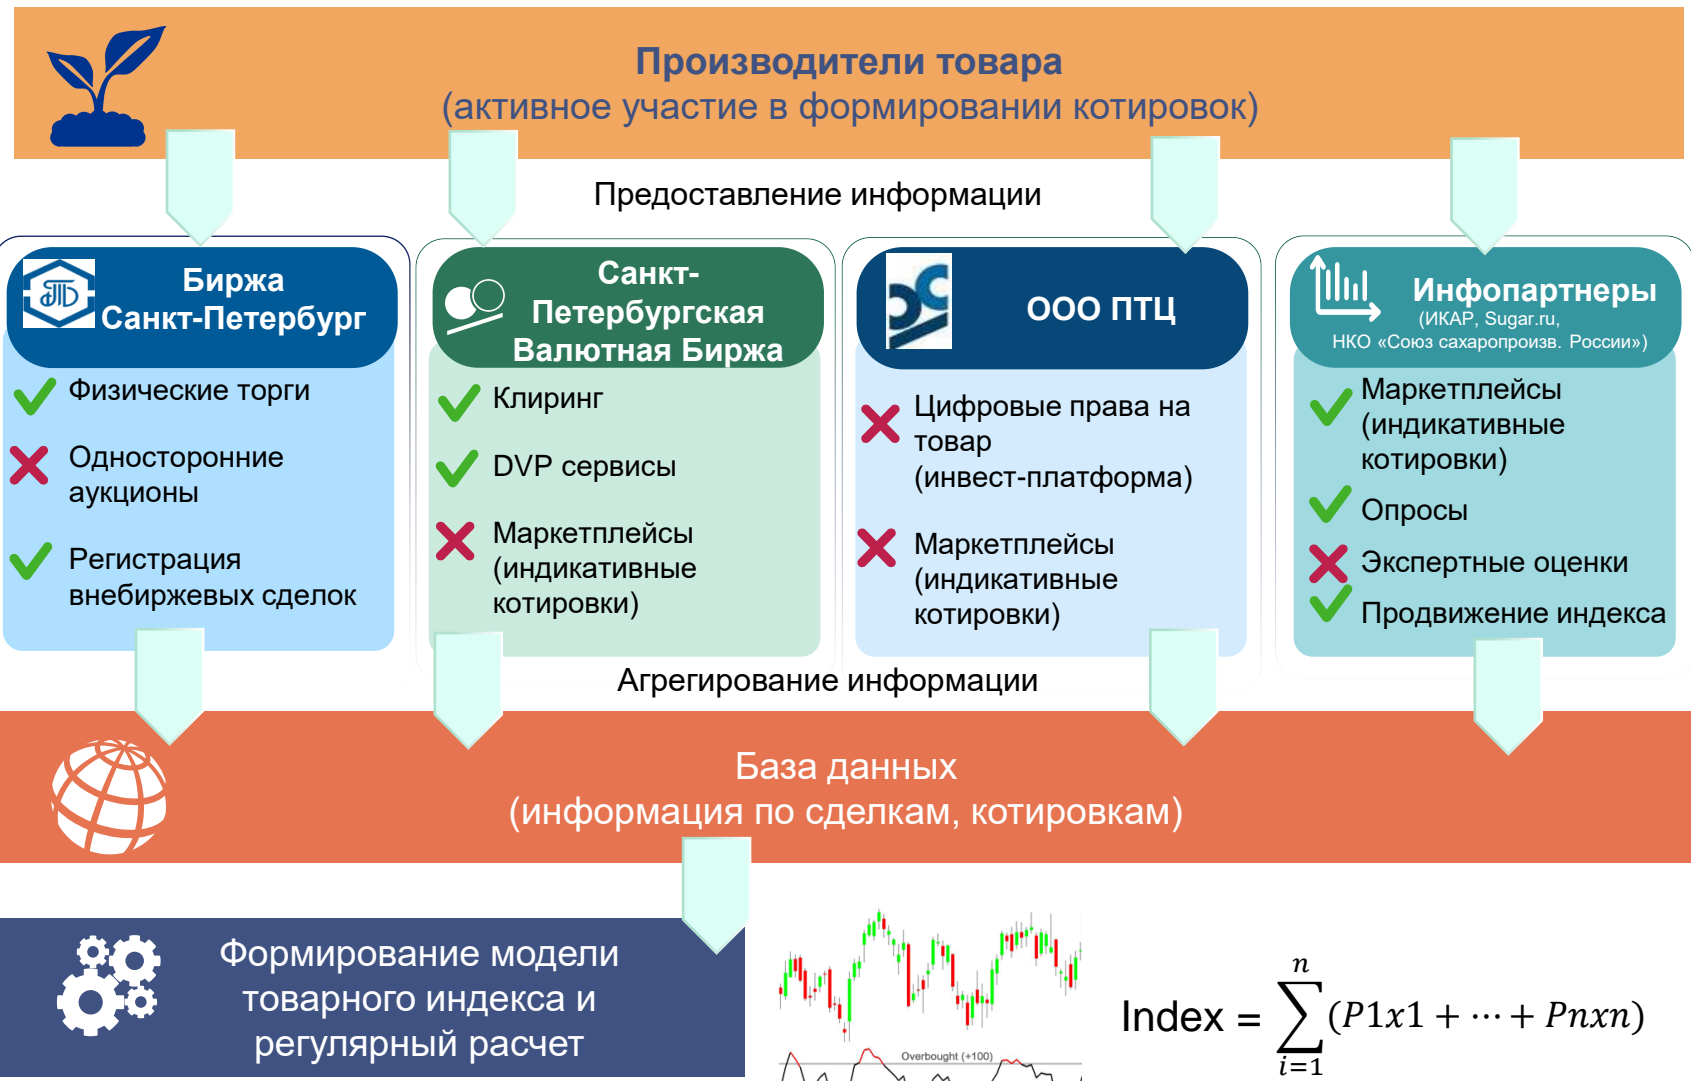 Производители товара
(активное участие в формировании котировок)
Предоставление информации
Биржа
Санкт-Петербург
Физические торги
Односторонние
аукционы
Регистрация
внебиржевых сделок
Санкт-
Петербургская
Валютная Биржа
Клиринг
DVP сервисы
Маркетплейсы
(индикативные
котировки)
ООО ПТЦ
Цифровые права на
товар
(инвест-платформа)
Маркетплейсы
(индикативные
котировки)
Инфопартнеры
(ИКАР, Sugar.ru,
НКО «Союз сахаропроизв. России»)
Маркетплейсы
(индикативные
котировки)
Опросы
Экспертные оценки
Продвижение индекса
Агрегирование информации
База данных
(информация по сделкам, котировкам)
Формирование модели
товарного индекса и
регулярный расчет
Overbought (+100)
Index = n∑i=1 (P1x1 + ⋯ + Pnxn)